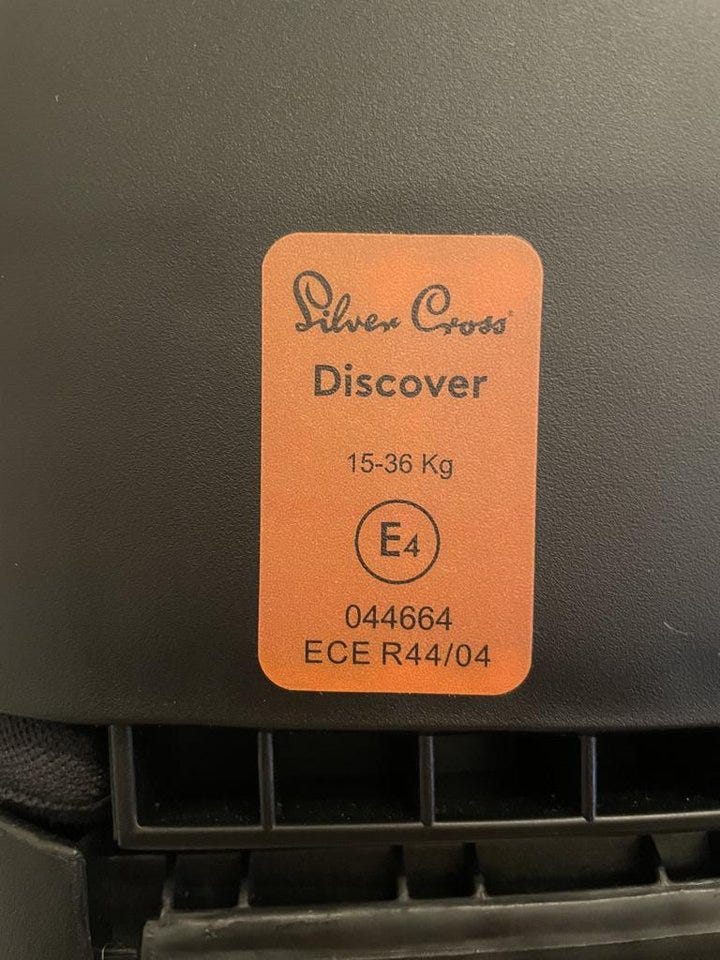 Silver Cross
Discover
15-36 Kg
E4
044664
ECE R44/04